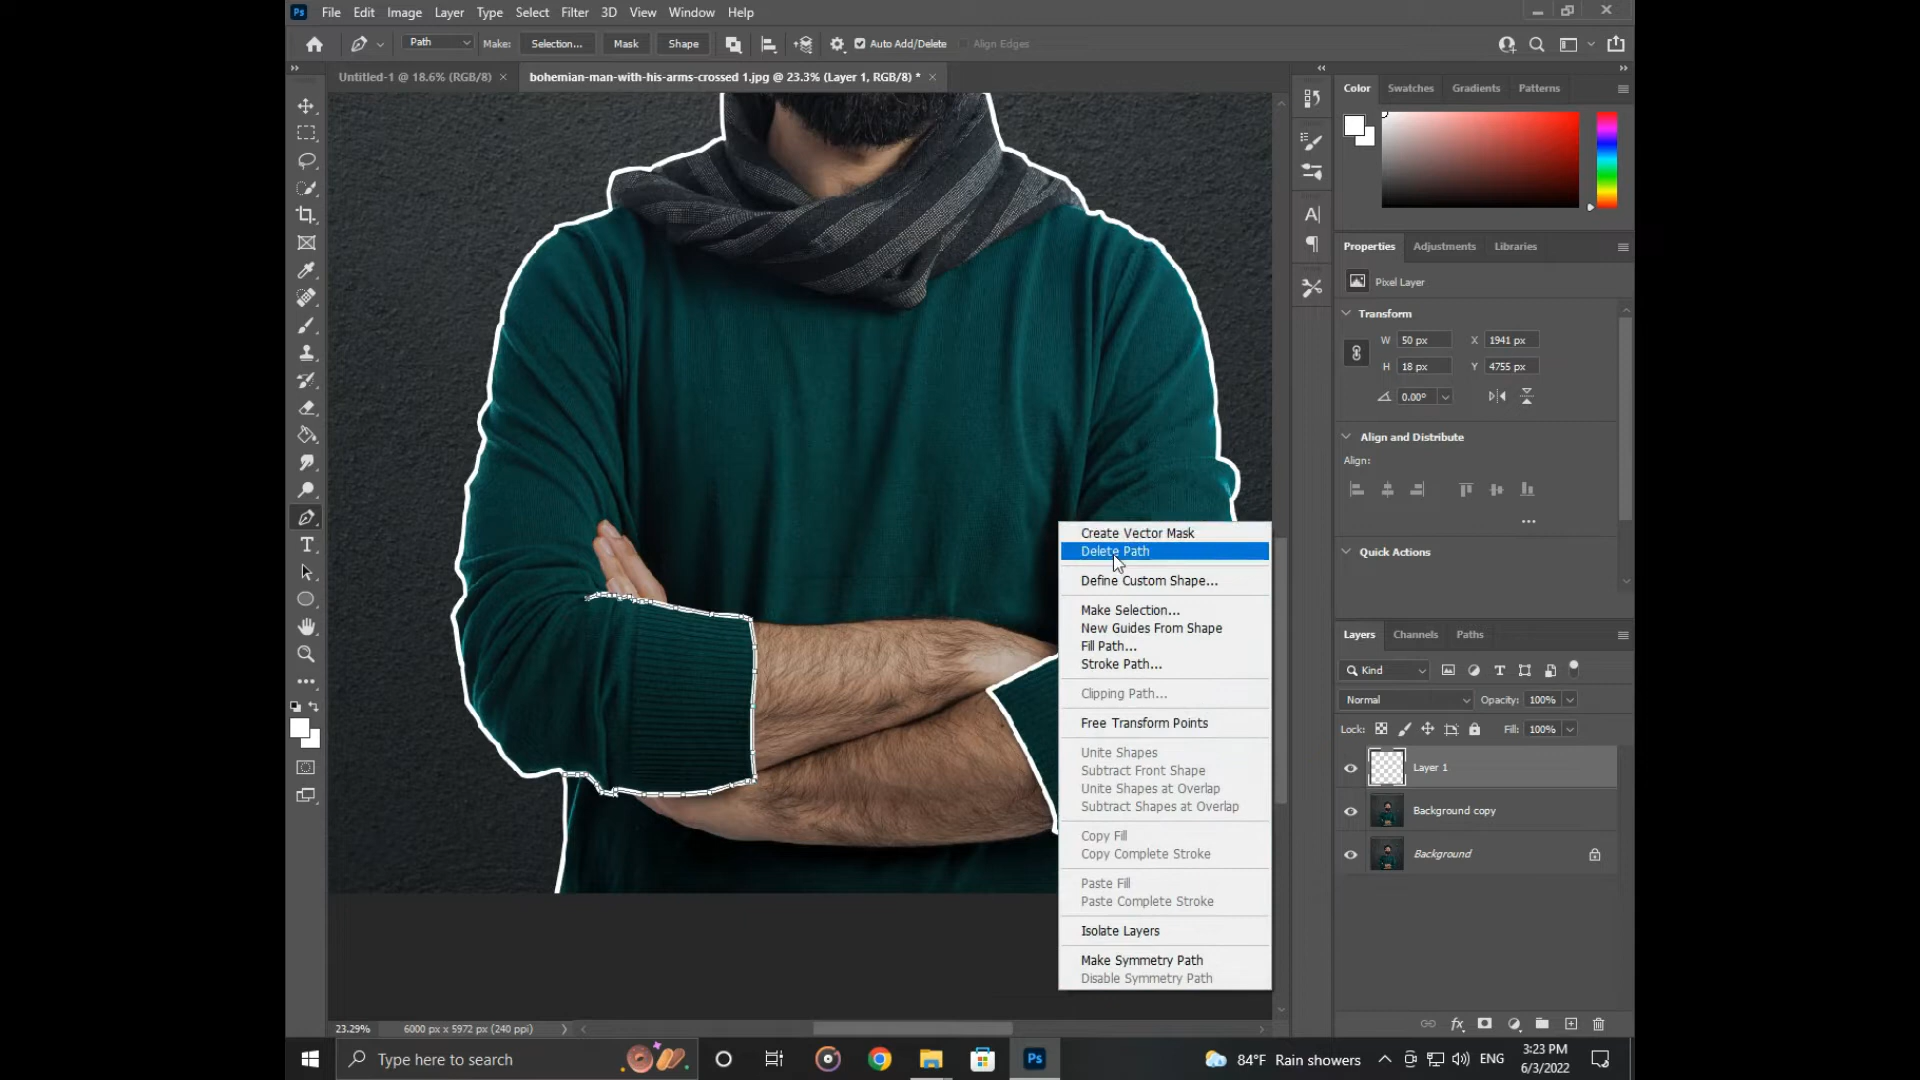 Ps File Edit Image Layer Type Select Filter 3D View Window Help
Path Make: Selection... Mask Shape Auto Add/Delete Align Edges
Untitled-1 @ 18.6% (RGB/8) × bohemian-man-with-his-arms-crossed 1.jpg @ 23.3% (Layer 1, RGB/8) * ×
Color Swatches Gradients Patterns
Properties Adjustments Libraries
Pixel Layer
Transform
W 50 px X 1941 px
H 18 px Y 4755 px
0.00°
Align and Distribute
Align:
Quick Actions
Create Vector Mask
Delete Path
Define Custom Shape...
Make Selection...
New Guides From Shape
Fill Path...
Stroke Path...
Clipping Path...
Free Transform Points
Unite Shapes
Subtract Front Shape
Unite Shapes at Overlap
Subtract Shapes at Overlap
Copy Fill
Copy Complete Stroke
Paste Fill
Paste Complete Stroke
Isolate Layers
Make Symmetry Path
Disable Symmetry Path
Layers Channels Paths
Kind
Normal Opacity: 100%
Lock: Fill: 100%
Layer 1
Background copy
Background
23.29% 6000 px x 5972 px (240 ppi)
Type here to search
Ps
84°F Rain showers ENG
3:23 PM
6/3/2022